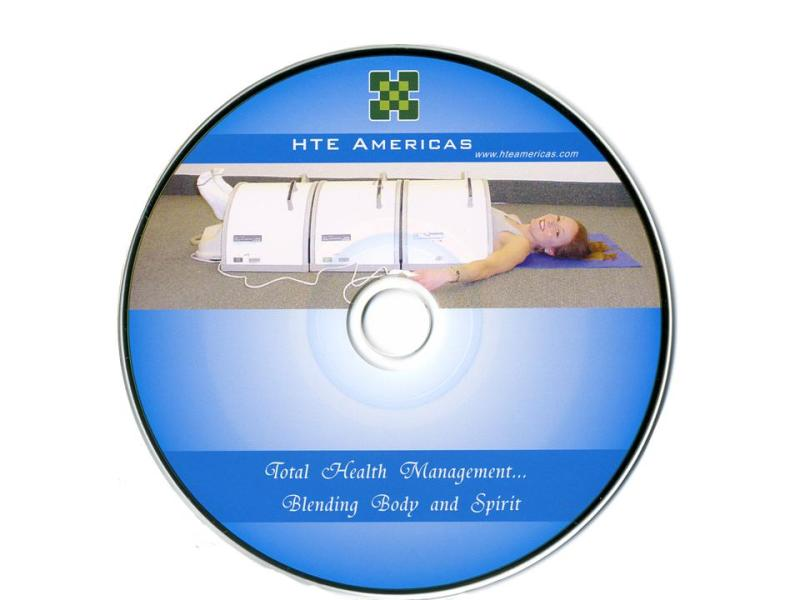 HTE AMERICAS
www.hteamericas.com
Total Health Management...
Blending Body and Spirit